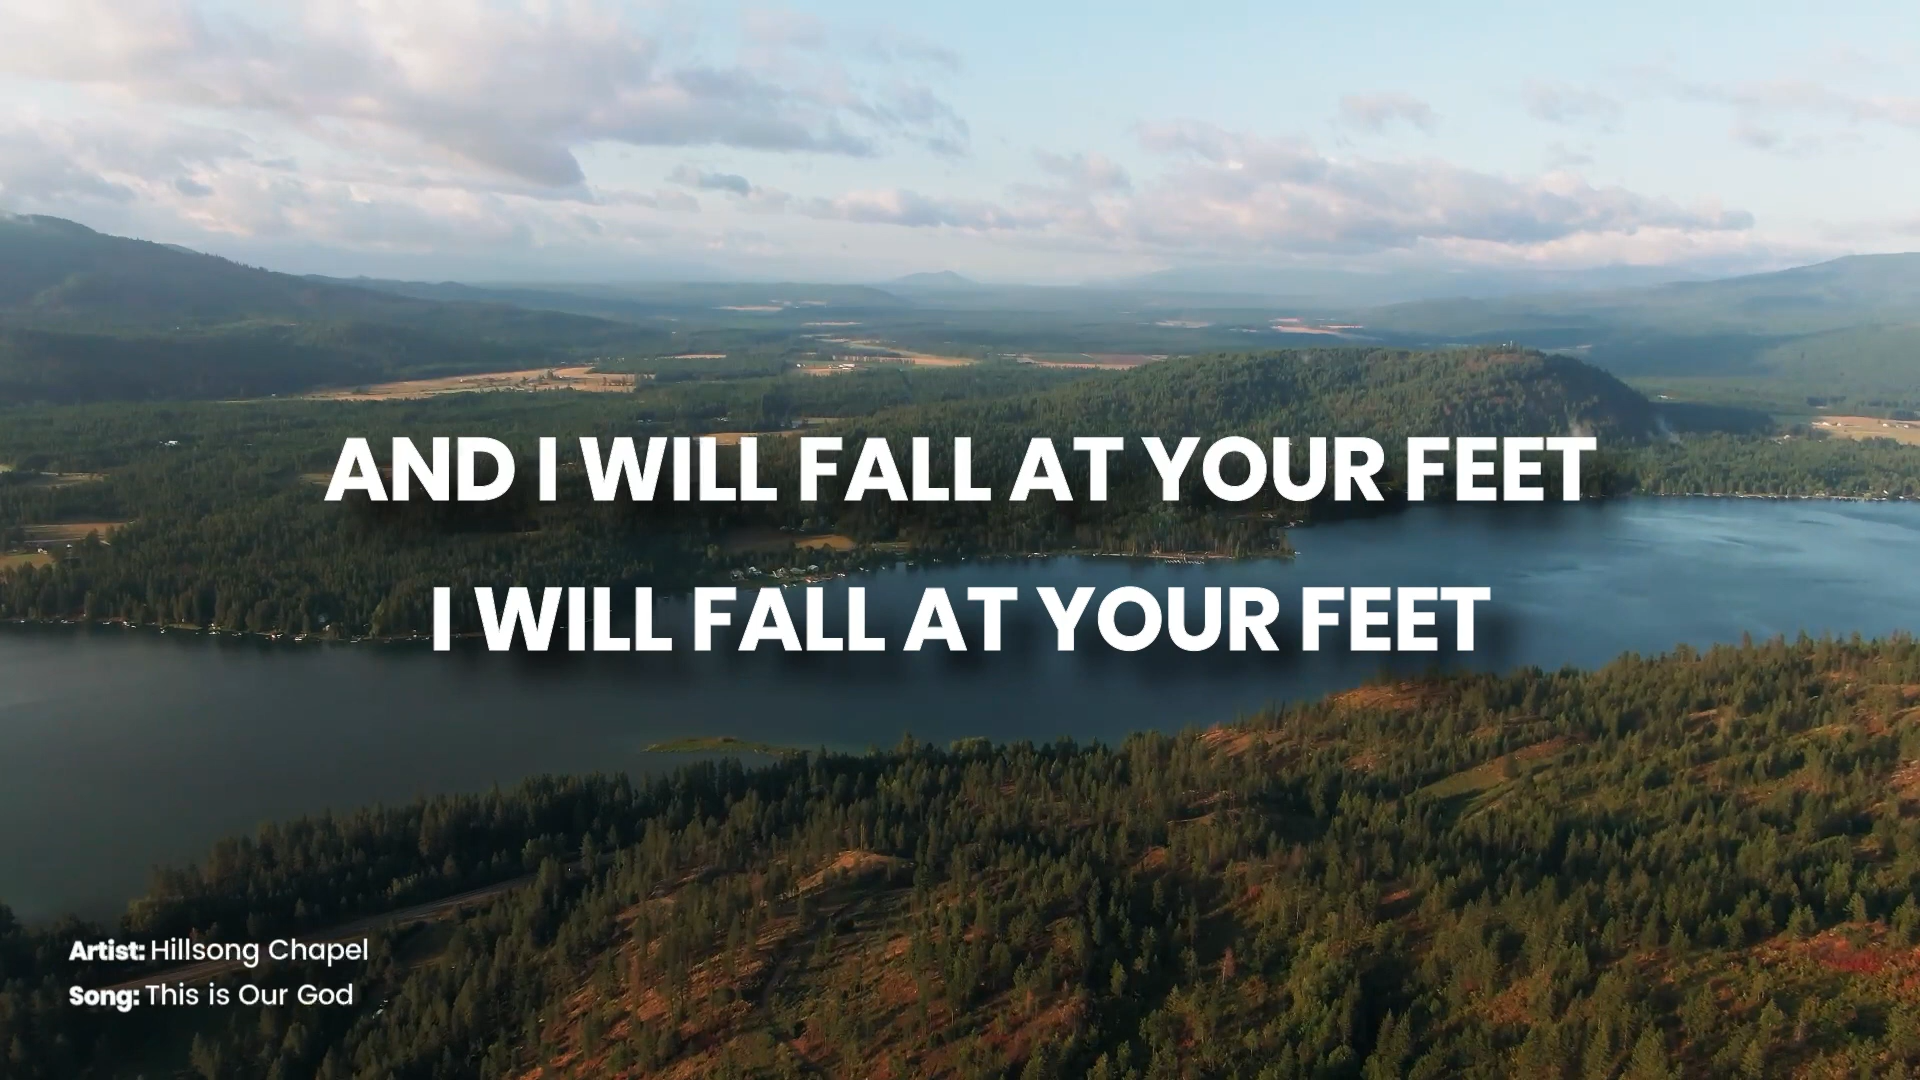 AND I WILL FALL AT YOUR FEET
I WILL FALL AT YOUR FEET
Artist: Hillsong Chapel
Song: This is Our God